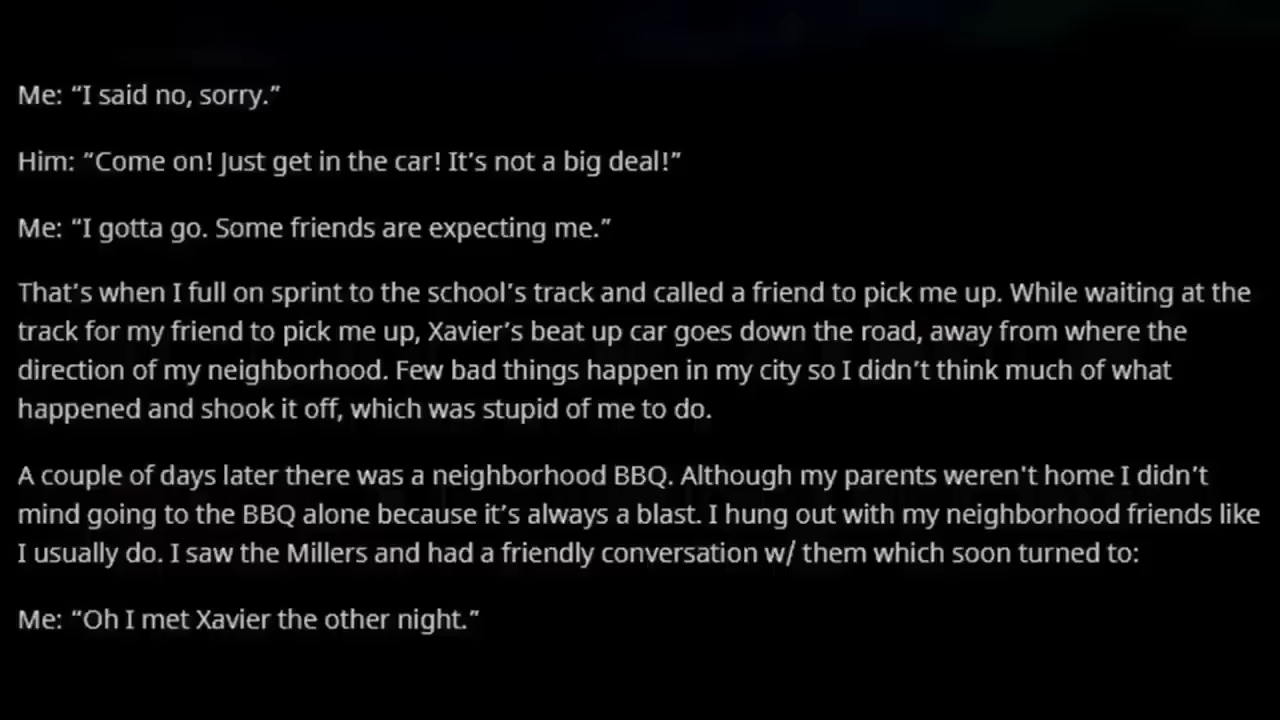 Me: “I said no, sorry.”
Him: “Come on! Just get in the car! It’s not a big deal!”
Me: “I gotta go. Some friends are expecting me.”
That’s when I full on sprint to the school’s track and called a friend to pick me up. While waiting at the
track for my friend to pick me up, Xavier’s beat up car goes down the road, away from where the
direction of my neighborhood. Few bad things happen in my city so I didn’t think much of what
happened and shook it off, which was stupid of me to do.
A couple of days later there was a neighborhood BBQ. Although my parents weren't home I didn’t
mind going to the BBQ alone because it’s always a blast. I hung out with my neighborhood friends like
I usually do. I saw the Millers and had a friendly conversation w/ them which soon turned to:
Me: “Oh I met Xavier the other night.”